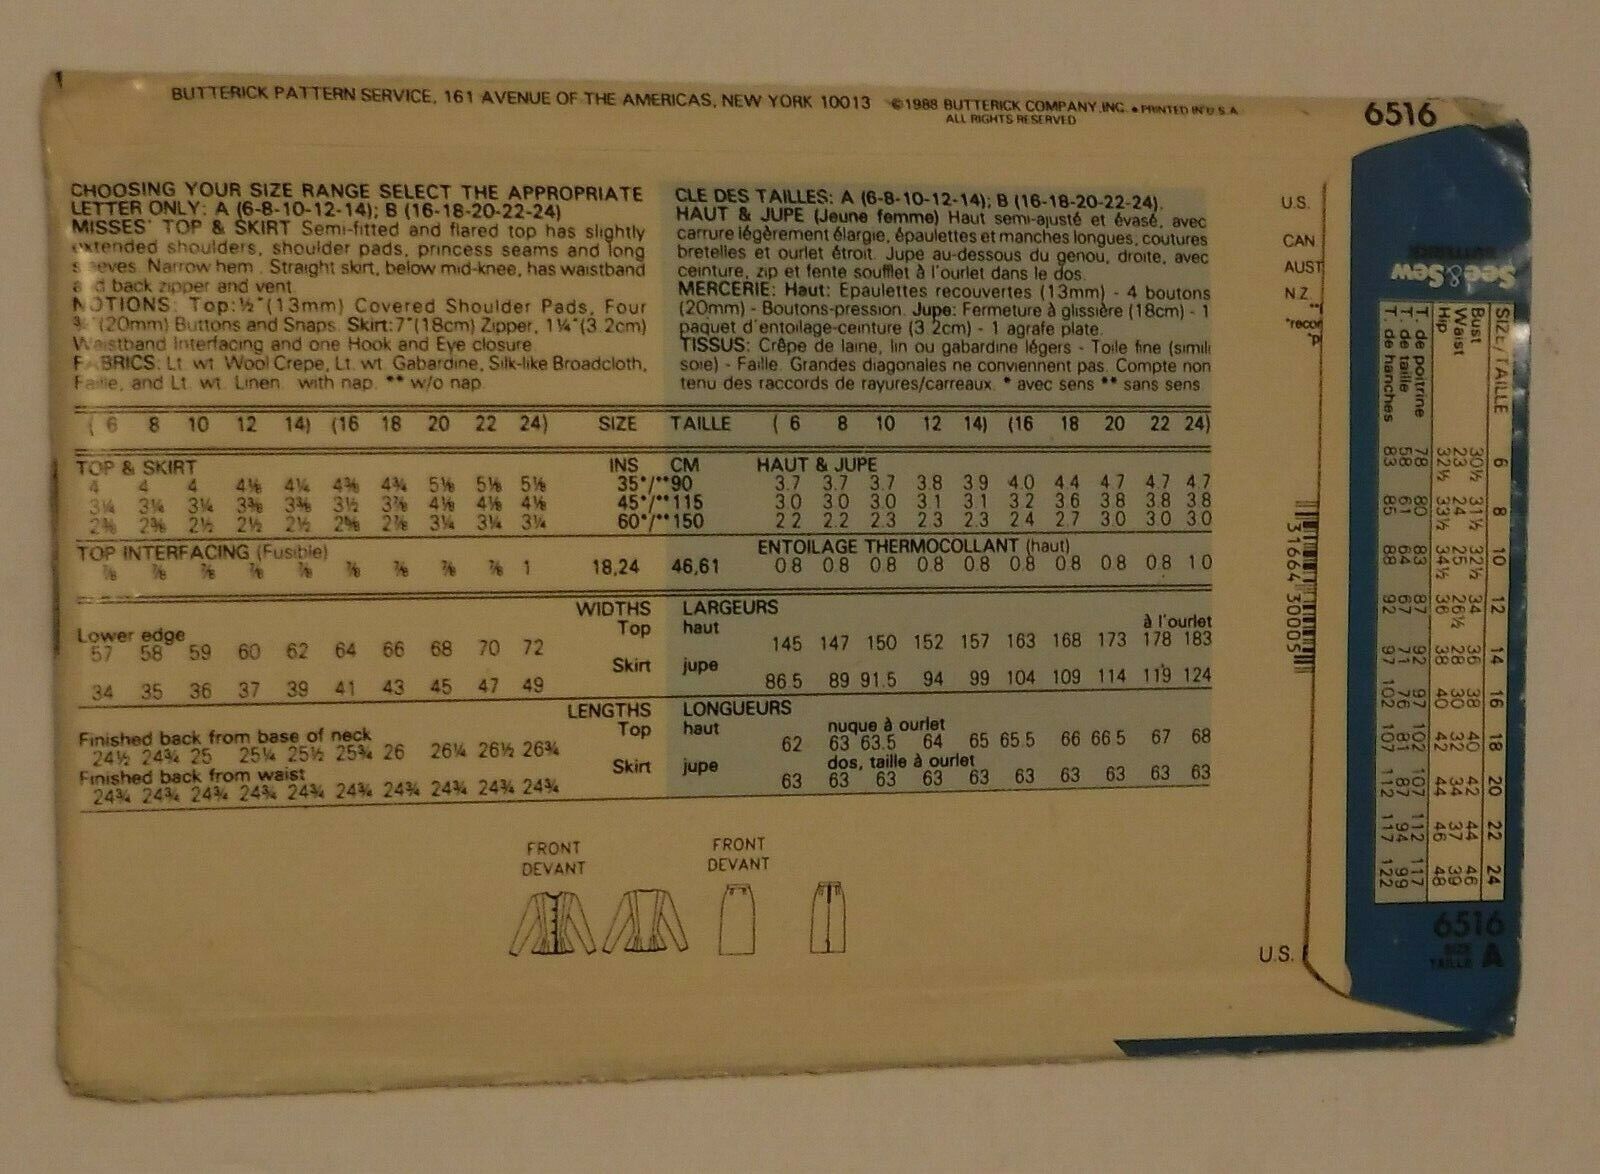 BUTTERICK PATTERN SERVICE, 161 AVENUE OF THE AMERICAS, NEW YORK 10013 ©1988 BUTTERICK COMPANY, INC. • PRINTED IN U.S.A.
ALL RIGHTS RESERVED
6516
CHOOSING YOUR SIZE RANGE SELECT THE APPROPRIATE
LETTER ONLY: A (6-8-10-12-14); B (16-18-20-22-24)
MISSES' TOP & SKIRT Semi-fitted and flared top has slightly
extended shoulders, shoulder pads, princess seams and long
sleeves. Narrow hem. Straight skirt, below mid-knee, has waistband
and back zipper and vent.
NOTIONS: Top: ½"(13mm) Covered Shoulder Pads, Four
¾"(20mm) Buttons and Snaps. Skirt: 7"(18cm) Zipper, 1¼"(3.2cm)
Waistband Interfacing and one Hook and Eye closure.
FABRICS: Lt. wt. Wool Crepe, Lt. wt. Gabardine, Silk-like Broadcloth,
Faille, and Lt. wt. Linen. with nap. ** w/o nap.
CLE DES TAILLES: A (6-8-10-12-14); B (16-18-20-22-24).
HAUT & JUPE (Jeune femme) Haut semi-ajusté et évasé, avec
carrure légèrement élargie, épaulettes et manches longues, coutures
bretelles et ourlet étroit. Jupe au-dessous du genou, droite, avec
ceinture, zip et fente soufflet à l'ourlet dans le dos.
MERCERIE: Haut: Epaulettes recouvertes (13mm) - 4 boutons
(20mm) - Boutons-pression. Jupe: Fermeture à glissière (18cm) - 1
paquet d'entoilage-ceinture (3.2cm) - 1 agrafe plate.
TISSUS: Crêpe de laine, lin ou gabardine légers - Toile fine (simili
soie) - Faille. Grandes diagonales ne conviennent pas. Compte non
tenu des raccords de rayures/carreaux. * avec sens ** sans sens
( 6 8 10 12 14) (16 18 20 22 24) SIZE TAILLE ( 6 8 10 12 14) (16 18 20 22 24)
TOP & SKIRT INS CM HAUT & JUPE
4 4 4 4⅛ 4¼ 4⅜ 4¾ 5⅛ 5⅛ 5⅛ 35*/**90 3.7 3.7 3.7 3.8 3.9 4.0 4.4 4.7 4.7 4.7
3¼ 3¼ 3¼ 3⅜ 3⅜ 3½ 3⅞ 4⅛ 4⅛ 4⅛ 45*/**115 3.0 3.0 3.0 3.1 3.1 3.2 3.6 3.8 3.8 3.8
2⅜ 2⅜ 2½ 2½ 2½ 2⅝ 2⅞ 3¼ 3¼ 3¼ 60*/**150 2.2 2.2 2.3 2.3 2.3 2.4 2.7 3.0 3.0 3.0
TOP INTERFACING (Fusible) ENTOILAGE THERMOCOLLANT (haut)
⅞ ⅞ ⅞ ⅞ ⅞ ⅞ ⅞ ⅞ ⅞ 1 18,24 46,61 0.8 0.8 0.8 0.8 0.8 0.8 0.8 0.8 0.8 1.0
WIDTHS LARGEURS
Lower edge Top haut à l'ourlet
57 58 59 60 62 64 66 68 70 72 145 147 150 152 157 163 168 173 178 183
Skirt jupe
34 35 36 37 39 41 43 45 47 49 86.5 89 91.5 94 99 104 109 114 119 124
LENGTHS LONGUEURS
Finished back from base of neck Top haut nuque à ourlet
24½ 24¾ 25 25¼ 25½ 25¾ 26 26¼ 26½ 26¾ 62 63 63.5 64 65 65.5 66 66.5 67 68
Finished back from waist Skirt jupe dos, taille à ourlet
24¾ 24¾ 24¾ 24¾ 24¾ 24¾ 24¾ 24¾ 24¾ 24¾ 63 63 63 63 63 63 63 63 63 63
FRONT
DEVANT
FRONT
DEVANT
U.S.
CAN.
AUST
N.Z.
**
*recor
*p
U.S.
31664 30005
BUTTERICK
See&Sew
SIZE/TAILLE 6 8 10 12 14 16 18 20 22 24
Bust 30½ 31½ 32½ 34 36 38 40 42 44 46
Waist 23 24 25 26½ 28 30 32 34 37 39
Hip 32½ 33½ 34½ 36 38 40 42 44 46 48
T. de poitrine 78 80 83 87 92 97 102 107 112 117
T. de taille 58 61 64 67 71 76 81 87 94 99
T. de hanches 83 85 88 92 97 102 107 112 117 122
6516
SIZE
TAILLE A